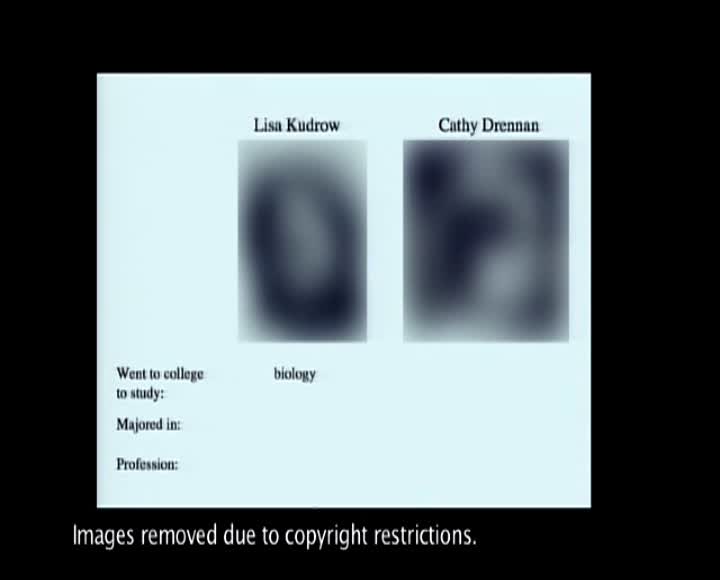 Lisa Kudrow Cathy Drennan
Went to college biology
to study:
Majored in:
Profession:
Images removed due to copyright restrictions.